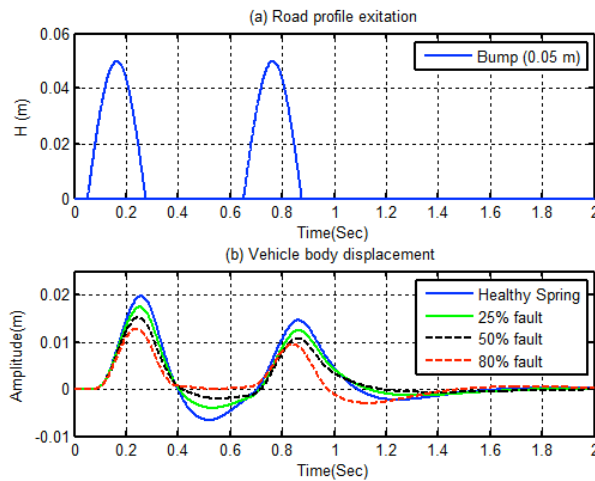 (a) Road profile exitation
0.06
0.04
0.02
0
H (m)
Bump (0.05 m)
0 0.2 0.4 0.6 0.8 1 1.2 1.4 1.6 1.8 2
Time(Sec)
(b) Vehicle body displacement
0.02
0.01
0
-0.01
Amplitude(m)
Healthy Spring
25% fault
50% fault
80% fault
0 0.2 0.4 0.6 0.8 1 1.2 1.4 1.6 1.8 2
Time(Sec)